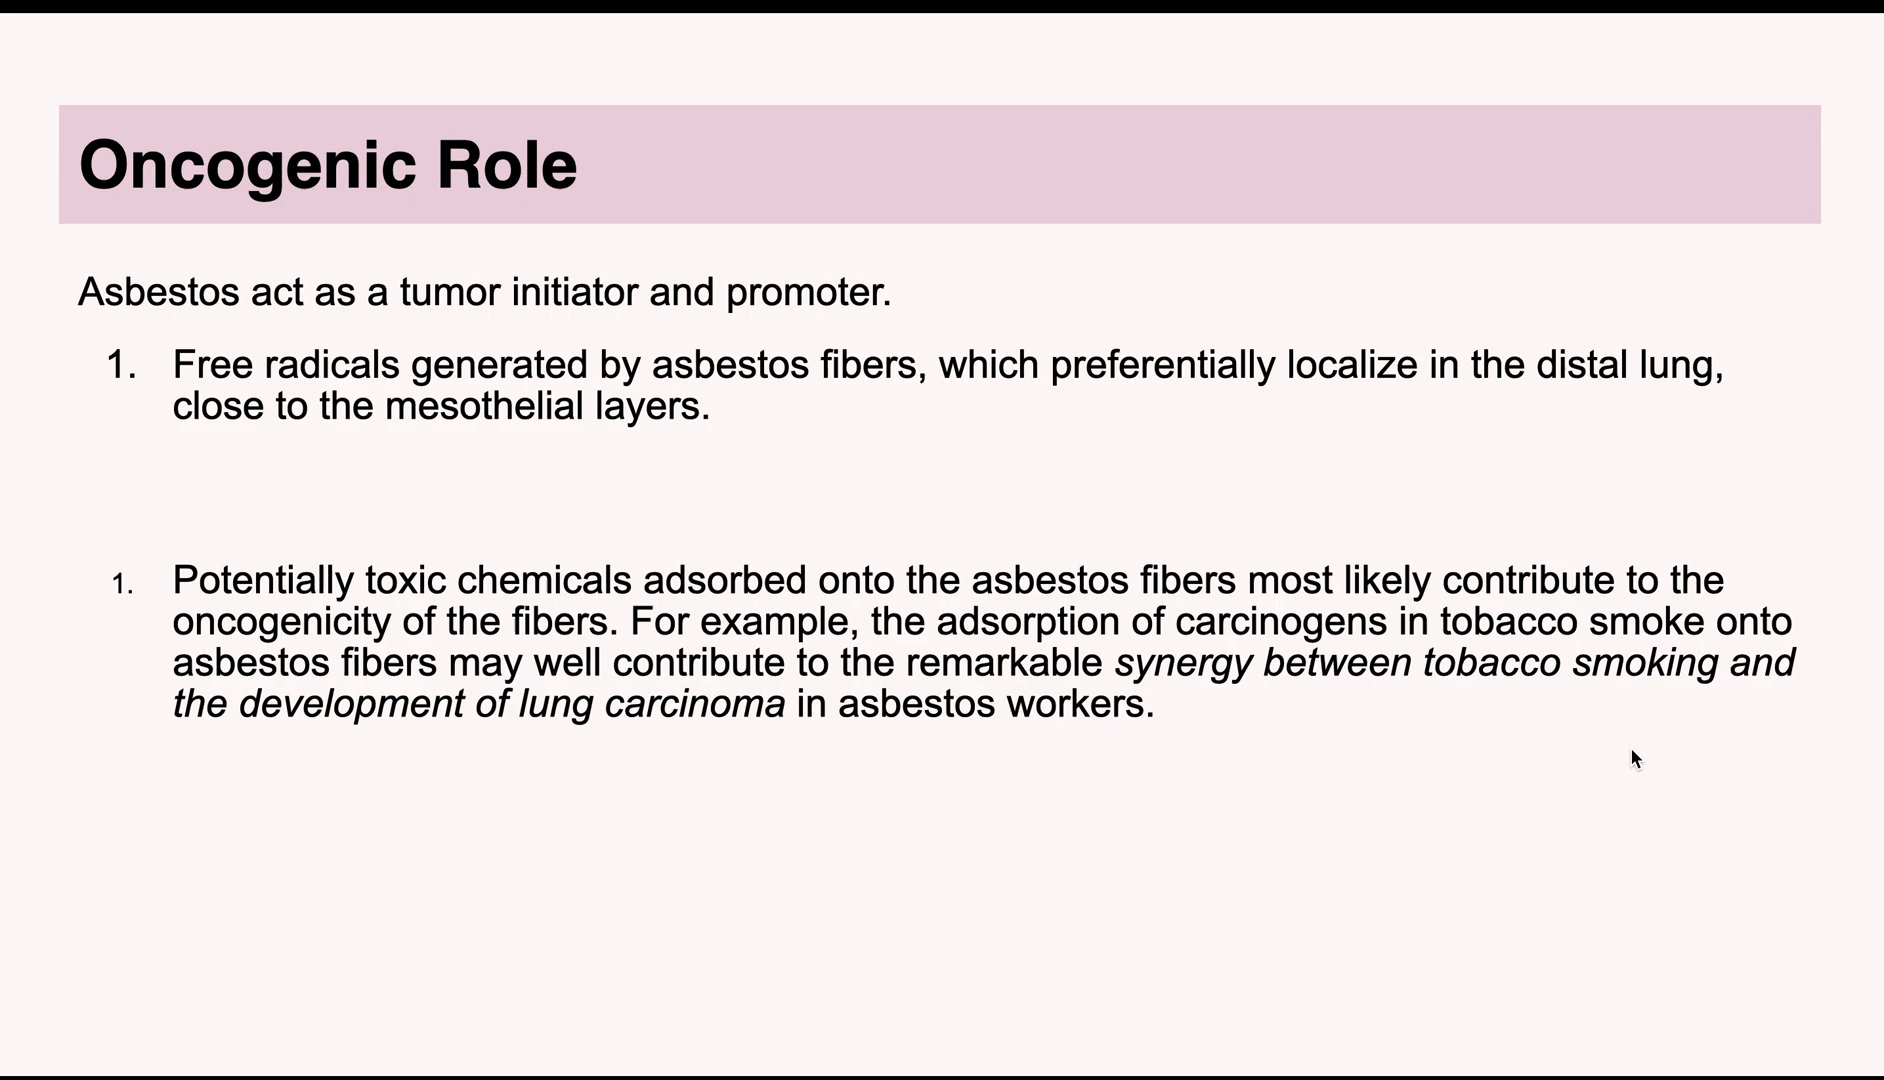 Oncogenic Role
Asbestos act as a tumor initiator and promoter.
1. Free radicals generated by asbestos fibers, which preferentially localize in the distal lung,
close to the mesothelial layers.
1. Potentially toxic chemicals adsorbed onto the asbestos fibers most likely contribute to the
oncogenicity of the fibers. For example, the adsorption of carcinogens in tobacco smoke onto
asbestos fibers may well contribute to the remarkable synergy between tobacco smoking and
the development of lung carcinoma in asbestos workers.